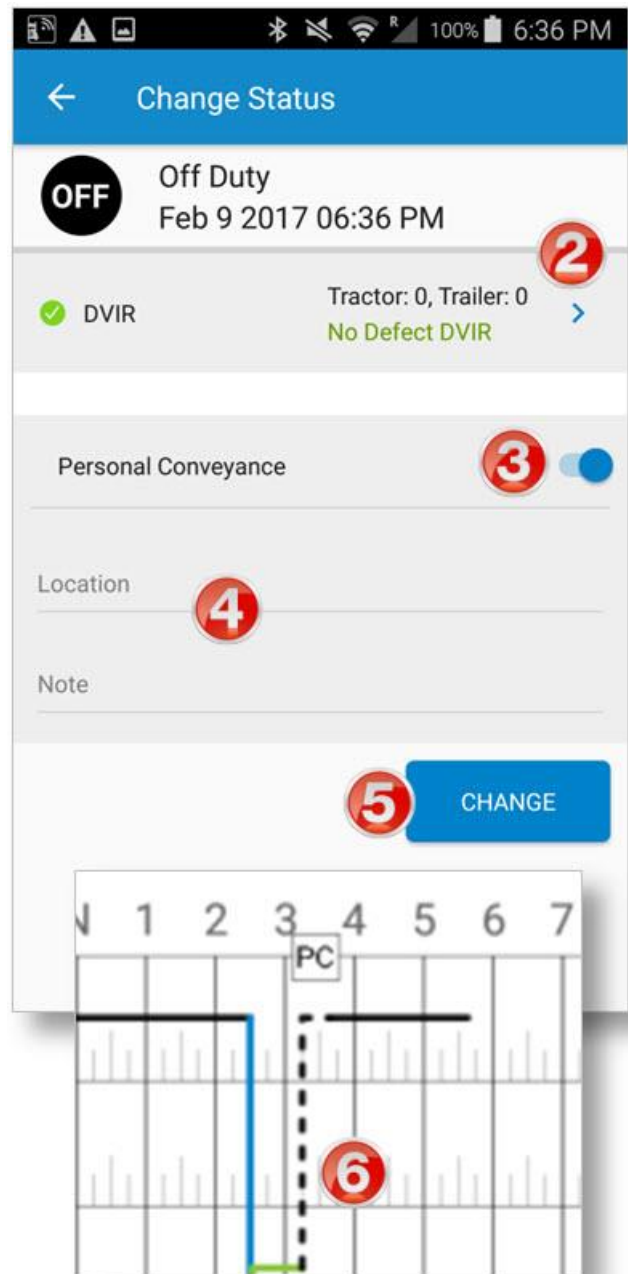 R 100% 6:36 PM
Change Status
OFF
Off Duty
Feb 9 2017 06:36 PM
2
DVIR
Tractor: 0, Trailer: 0
No Defect DVIR
Personal Conveyance
3
Location
4
Note
5
CHANGE
N 1 2 3 4 5 6 7
PC
6